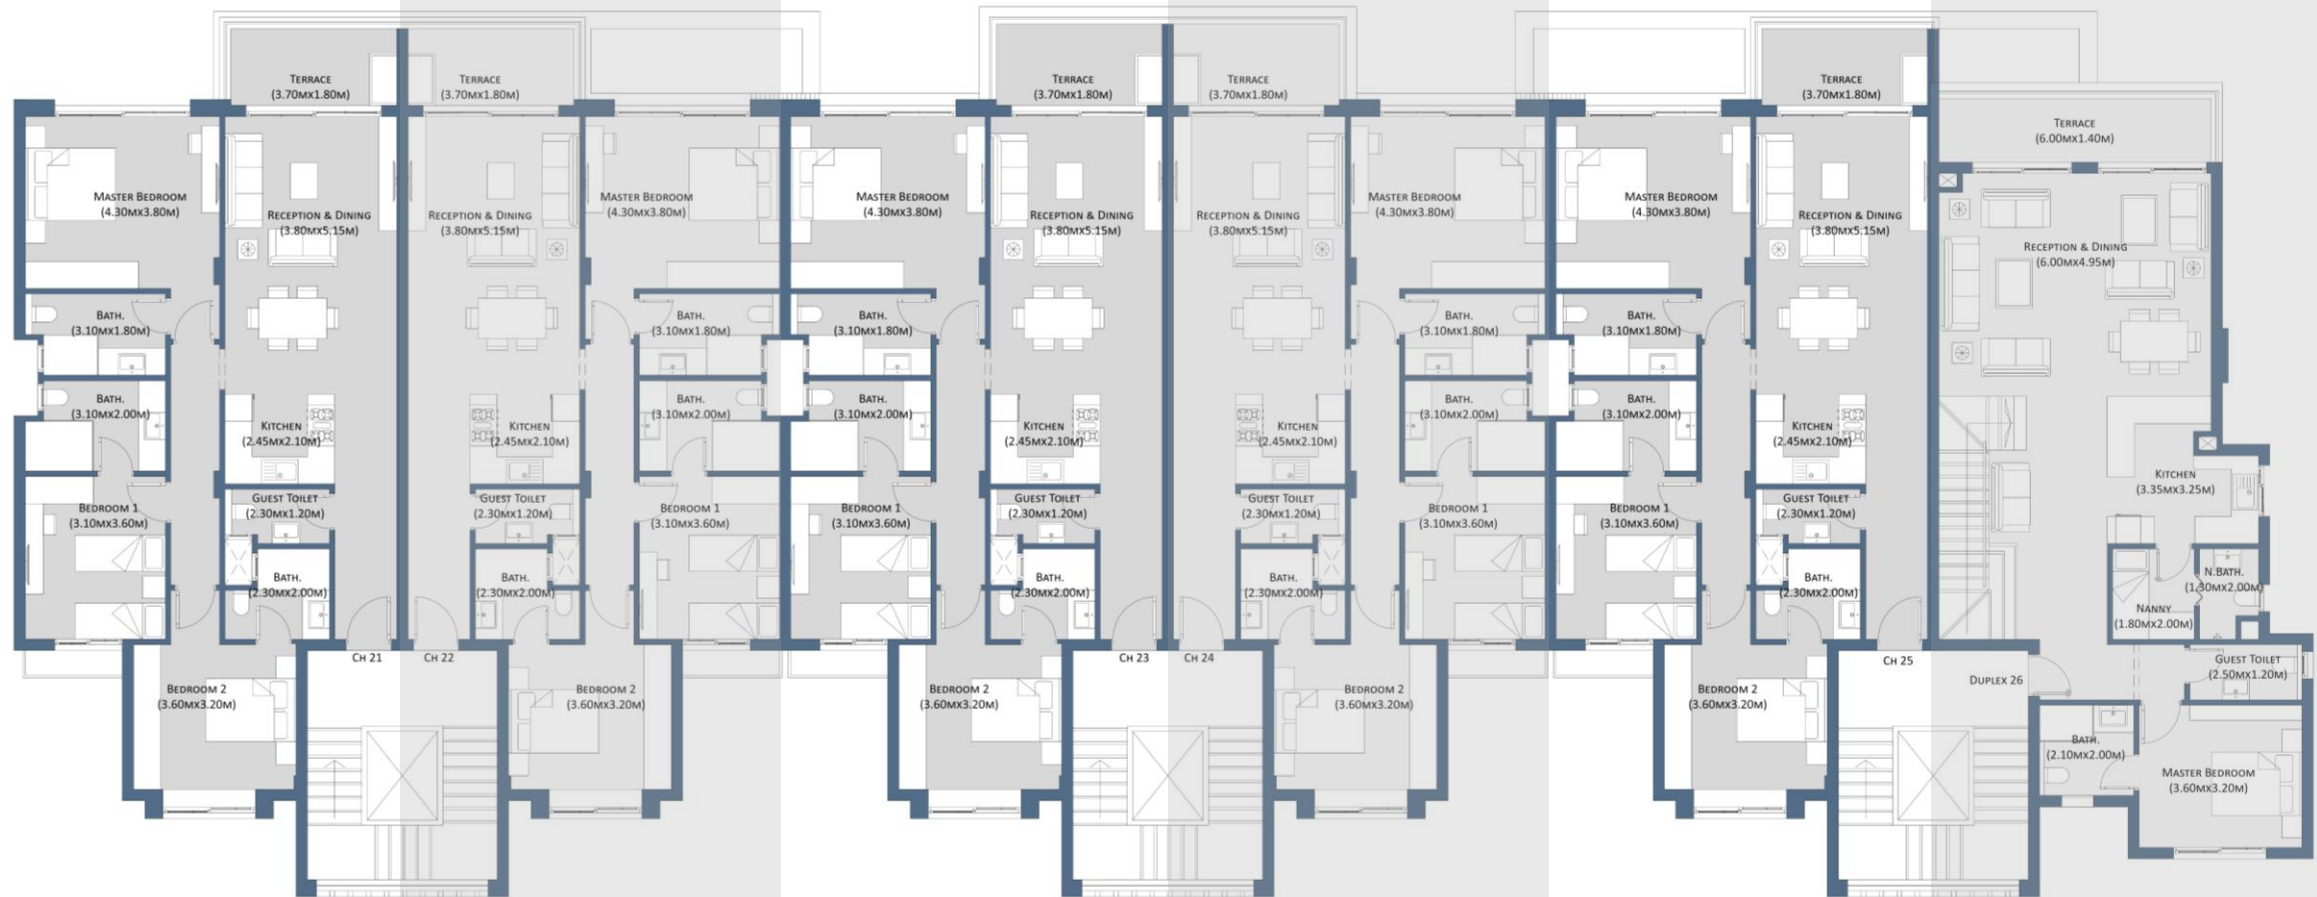 TERRACE
(3.70MX1.80M)
MASTER BEDROOM
(4.30MX3.80M)
RECEPTION & DINING
(3.80MX5.15M)
BATH.
(3.10MX1.80M)
BATH.
(3.10MX2.00M)
KITCHEN
(2.45MX2.10M)
BEDROOM 1
(3.10MX3.60M)
GUEST TOILET
(2.30MX1.20M)
BATH.
(2.30MX2.00M)
BEDROOM 2
(3.60MX3.20M)
CH 21
TERRACE
(3.70MX1.80M)
RECEPTION & DINING
(3.80MX5.15M)
MASTER BEDROOM
(4.30MX3.80M)
BATH.
(3.10MX1.80M)
BATH.
(3.10MX2.00M)
KITCHEN
(2.45MX2.10M)
GUEST TOILET
(2.30MX1.20M)
BEDROOM 1
(3.10MX3.60M)
BATH.
(2.30MX2.00M)
CH 22
BEDROOM 2
(3.60MX3.20M)
TERRACE
(3.70MX1.80M)
MASTER BEDROOM
(4.30MX3.80M)
RECEPTION & DINING
(3.80MX5.15M)
BATH.
(3.10MX1.80M)
BATH.
(3.10MX2.00M)
KITCHEN
(2.45MX2.10M)
BEDROOM 1
(3.10MX3.60M)
GUEST TOILET
(2.30MX1.20M)
BATH.
(2.30MX2.00M)
BEDROOM 2
(3.60MX3.20M)
CH 23
TERRACE
(3.70MX1.80M)
RECEPTION & DINING
(3.80MX5.15M)
MASTER BEDROOM
(4.30MX3.80M)
BATH.
(3.10MX1.80M)
BATH.
(3.10MX2.00M)
KITCHEN
(2.45MX2.10M)
GUEST TOILET
(2.30MX1.20M)
BEDROOM 1
(3.10MX3.60M)
BATH.
(2.30MX2.00M)
CH 24
BEDROOM 2
(3.60MX3.20M)
TERRACE
(3.70MX1.80M)
MASTER BEDROOM
(4.30MX3.80M)
RECEPTION & DINING
(3.80MX5.15M)
BATH.
(3.10MX1.80M)
BATH.
(3.10MX2.00M)
KITCHEN
(2.45MX2.10M)
BEDROOM 1
(3.10MX3.60M)
GUEST TOILET
(2.30MX1.20M)
BATH.
(2.30MX2.00M)
BEDROOM 2
(3.60MX3.20M)
CH 25
TERRACE
(6.00MX1.40M)
RECEPTION & DINING
(6.00MX4.95M)
KITCHEN
(3.35MX3.25M)
N.BATH.
(1.30MX2.00M)
NANNY
(1.80MX2.00M)
GUEST TOILET
(2.50MX1.20M)
DUPLEX 26
BATH.
(2.10MX2.00M)
MASTER BEDROOM
(3.60MX3.20M)